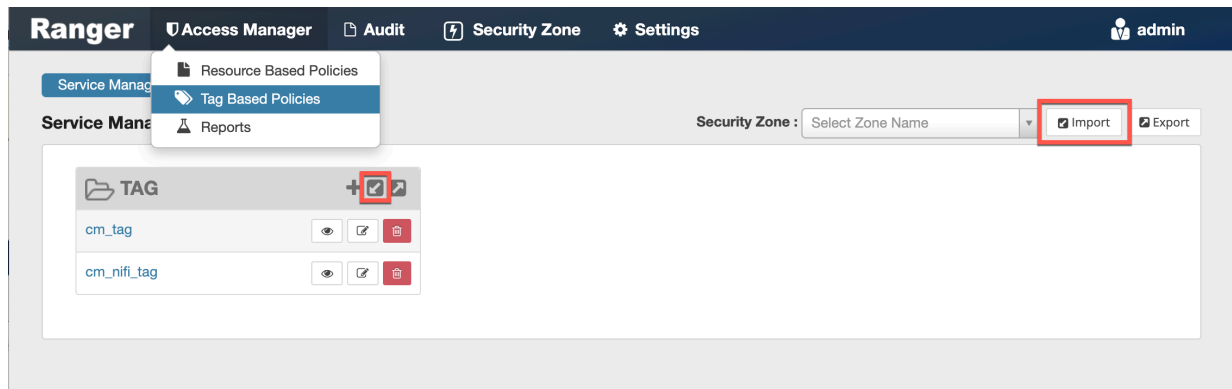 Ranger Access Manager Audit Security Zone Settings admin
Resource Based Policies
Service Manag
Tag Based Policies
Service Mana
Reports
Security Zone : Select Zone Name Import Export
TAG
cm_tag
cm_nifi_tag